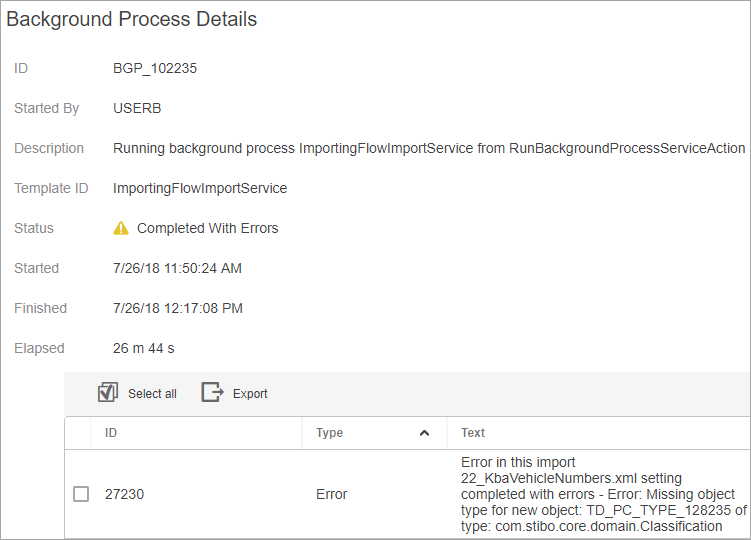 Background Process Details
ID BGP_102235
Started By USERB
Description Running background process ImportingFlowImportService from RunBackgroundProcessServiceAction
Template ID ImportingFlowImportService
Status Completed With Errors
Started 7/26/18 11:50:24 AM
Finished 7/26/18 12:17:08 PM
Elapsed 26 m 44 s
Select all Export
ID Type Text
Error in this import
22_KbaVehicleNumbers.xml setting
27230 Error completed with errors - Error: Missing object
type for new object: TD_PC_TYPE_128235 of
type: com.stibo.core.domain.Classification